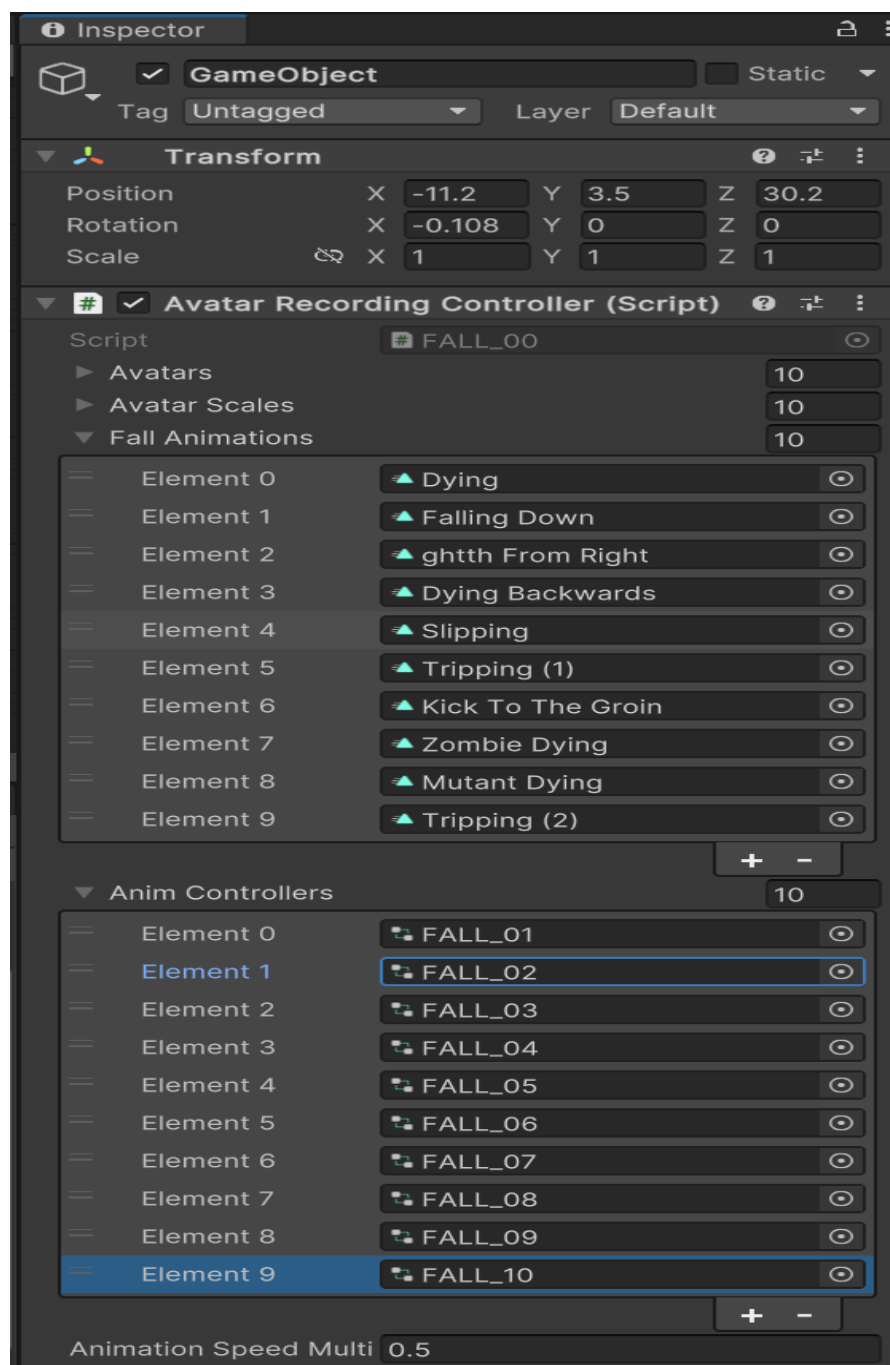 Inspector
GameObject Static
Tag Untagged Layer Default
Transform
Position X -11.2 Y 3.5 Z 30.2
Rotation X -0.108 Y 0 Z 0
Scale X 1 Y 1 Z 1
# Avatar Recording Controller (Script)
Script # FALL_00
Avatars 10
Avatar Scales 10
Fall Animations 10
Element 0 Dying
Element 1 Falling Down
Element 2 ghtth From Right
Element 3 Dying Backwards
Element 4 Slipping
Element 5 Tripping (1)
Element 6 Kick To The Groin
Element 7 Zombie Dying
Element 8 Mutant Dying
Element 9 Tripping (2)
+ -
Anim Controllers 10
Element 0 FALL_01
Element 1 FALL_02
Element 2 FALL_03
Element 3 FALL_04
Element 4 FALL_05
Element 5 FALL_06
Element 6 FALL_07
Element 7 FALL_08
Element 8 FALL_09
Element 9 FALL_10
+ -
Animation Speed Multi 0.5